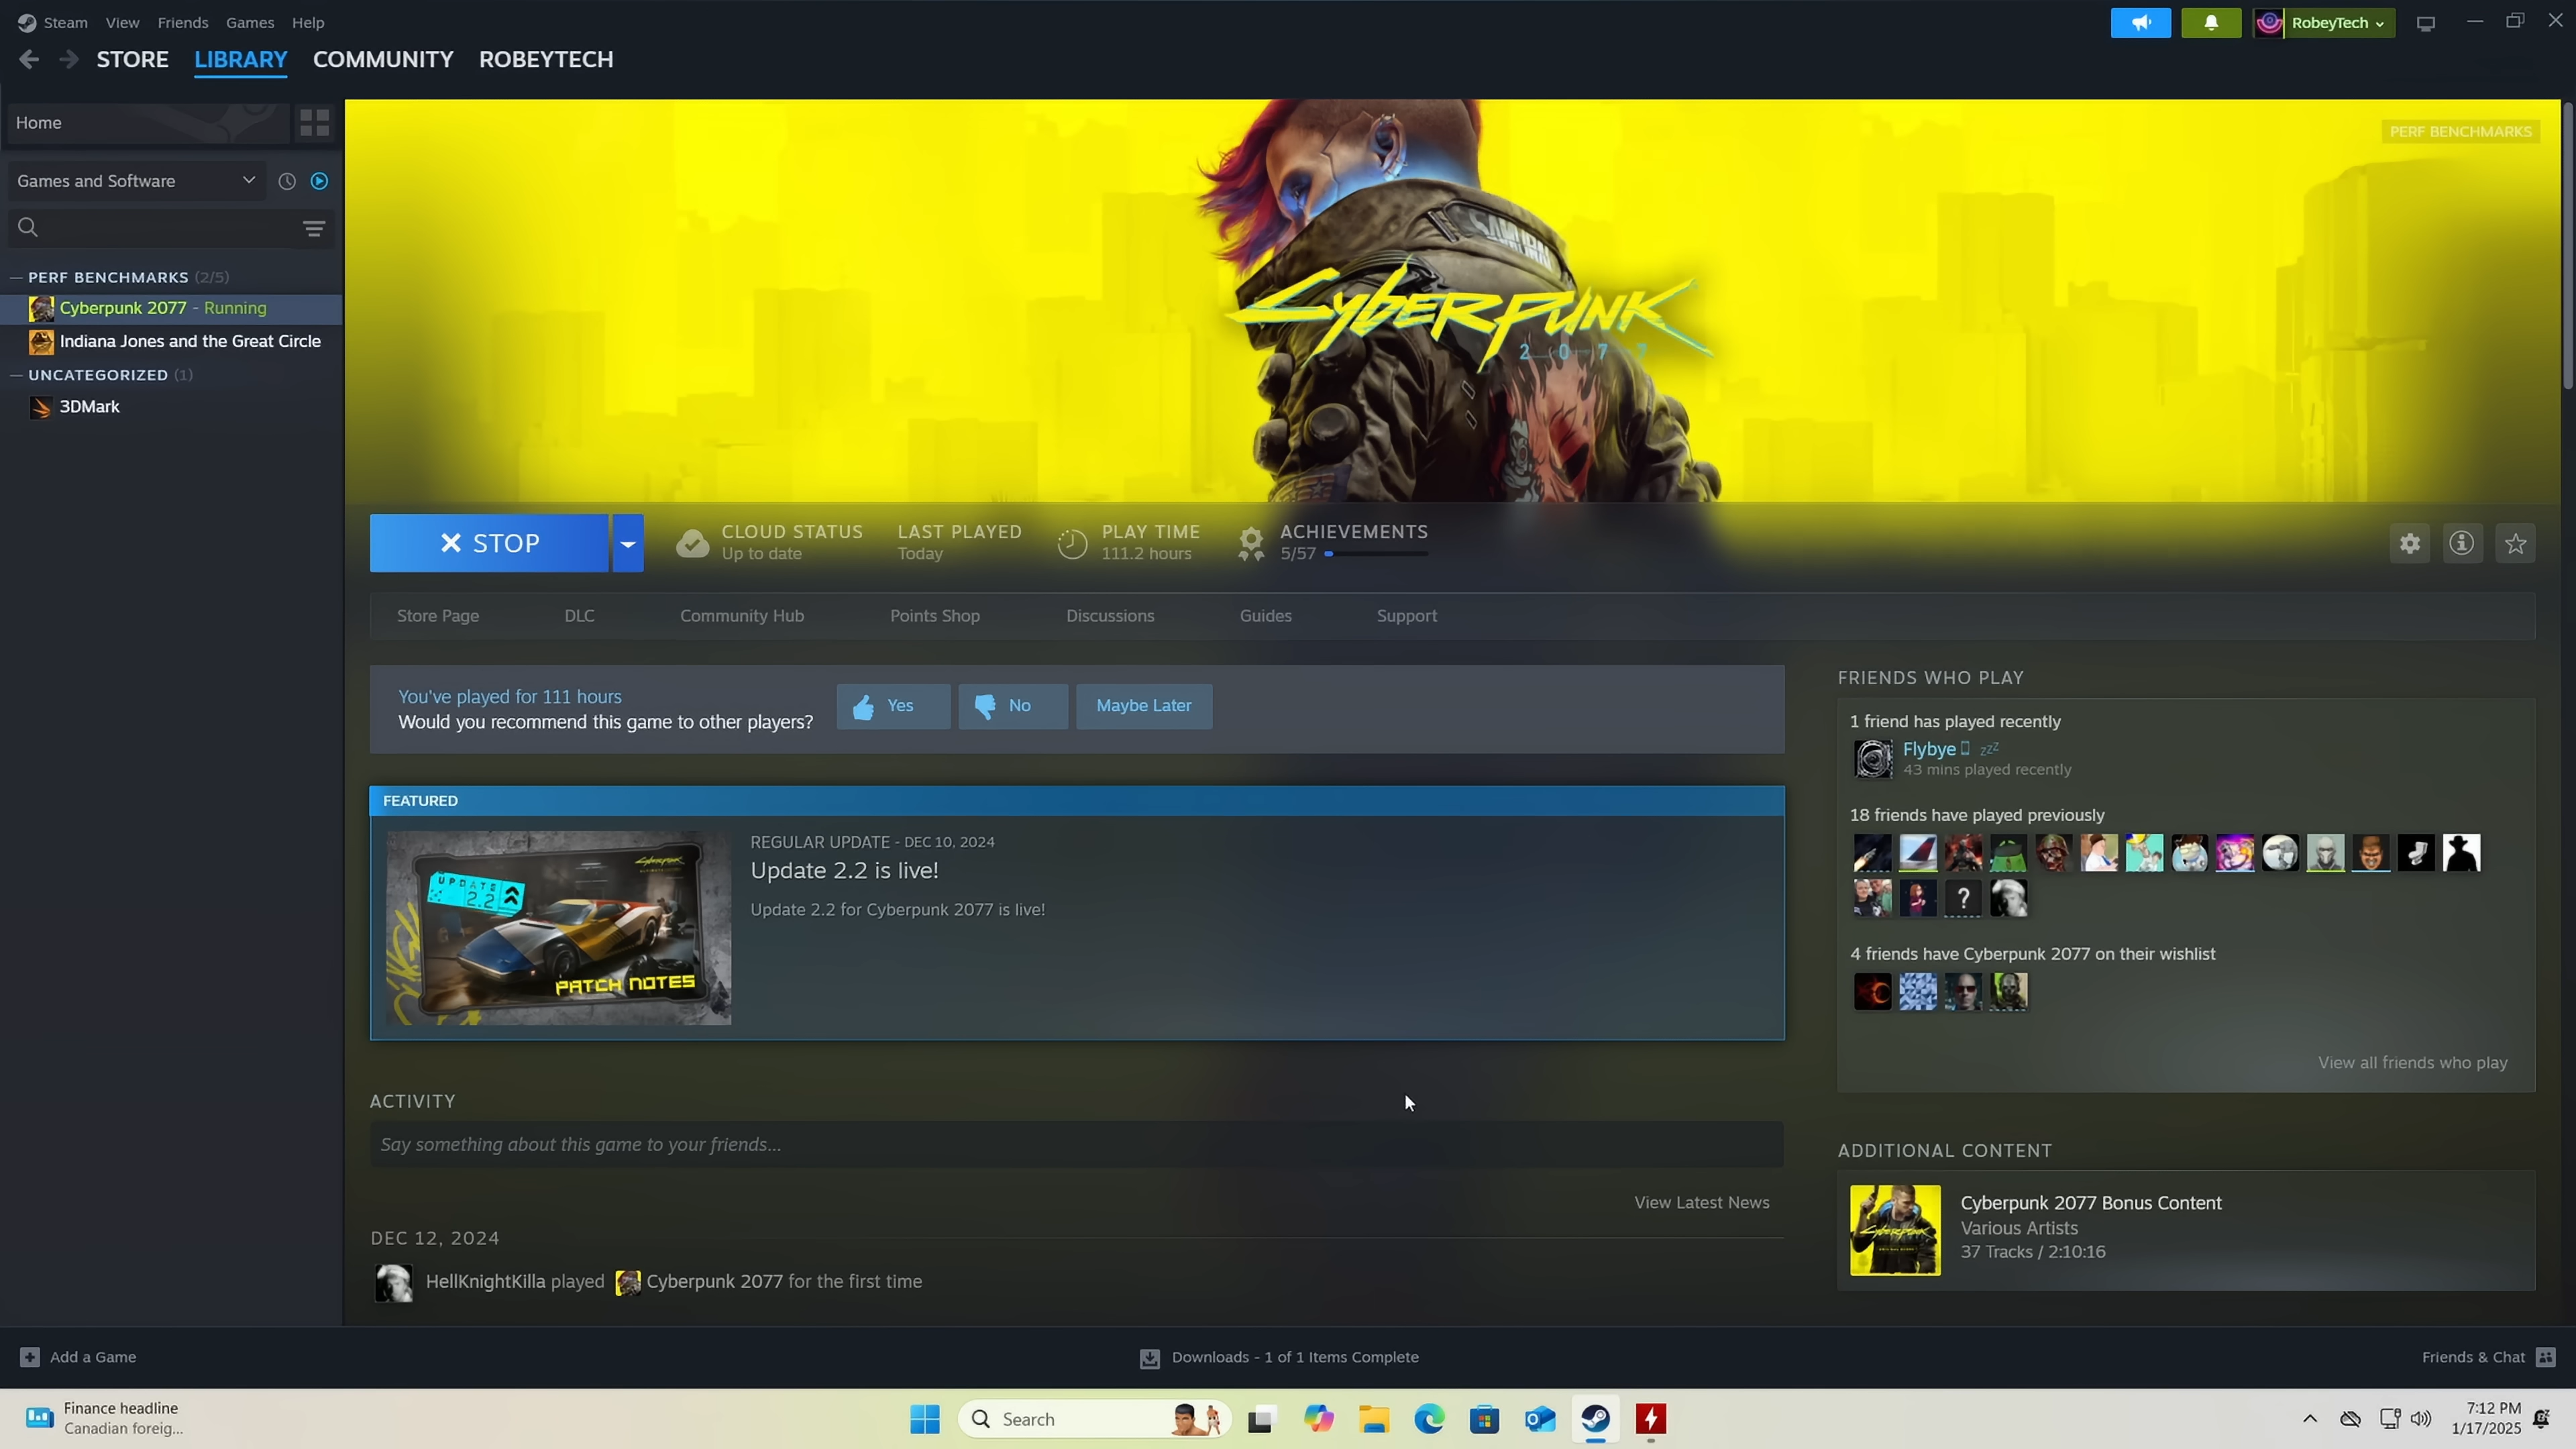 Steam View Friends Games Help
RobeyTech
STORE LIBRARY COMMUNITY ROBEYTECH
Home
PERF BENCHMARKS
Games and Software
PERF BENCHMARKS (2/5)
Cyberpunk 2077 - Running
Indiana Jones and the Great Circle
UNCATEGORIZED (1)
3DMark
SAMURAI
CYBERPUNK
2077
STOP
CLOUD STATUS
Up to date
LAST PLAYED
Today
PLAY TIME
111.2 hours
ACHIEVEMENTS
5/57
Store Page DLC Community Hub Points Shop Discussions Guides Support
You've played for 111 hours
Would you recommend this game to other players?
Yes No Maybe Later
FEATURED
CYBERPUNK
UPDATE
2.2
PATCH NOTES
REGULAR UPDATE - DEC 10, 2024
Update 2.2 is live!
Update 2.2 for Cyberpunk 2077 is live!
ACTIVITY
Say something about this game to your friends...
View Latest News
DEC 12, 2024
HellKnightKilla played Cyberpunk 2077 for the first time
FRIENDS WHO PLAY
1 friend has played recently
Flybye zzZ
43 mins played recently
18 friends have played previously
?
4 friends have Cyberpunk 2077 on their wishlist
View all friends who play
ADDITIONAL CONTENT
Cyberpunk 2077 Bonus Content
Various Artists
37 Tracks / 2:10:16
Add a Game
Downloads - 1 of 1 Items Complete
Friends & Chat
Finance headline
Canadian foreig...
Search
7:12 PM
1/17/2025